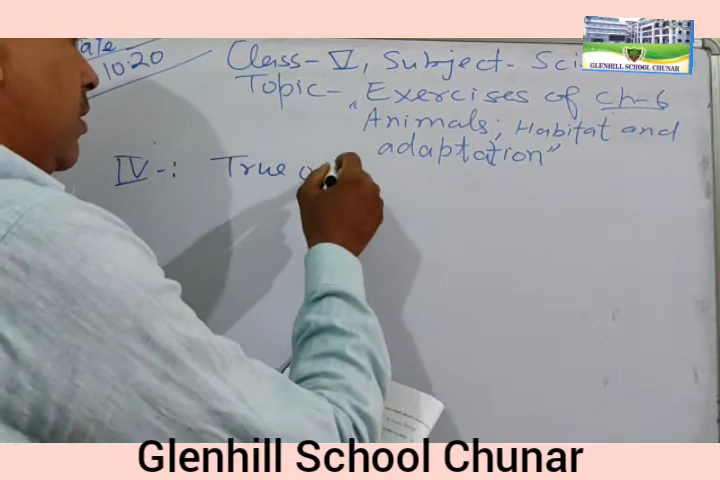 ate
10.20
Class-V, Subject- Sci
Topic- Exercises of ch-6
"Animals; Habitat and
adaptation"
IV-: True
GLENHILL SCHOOL CHUNAR
Glenhill School Chunar